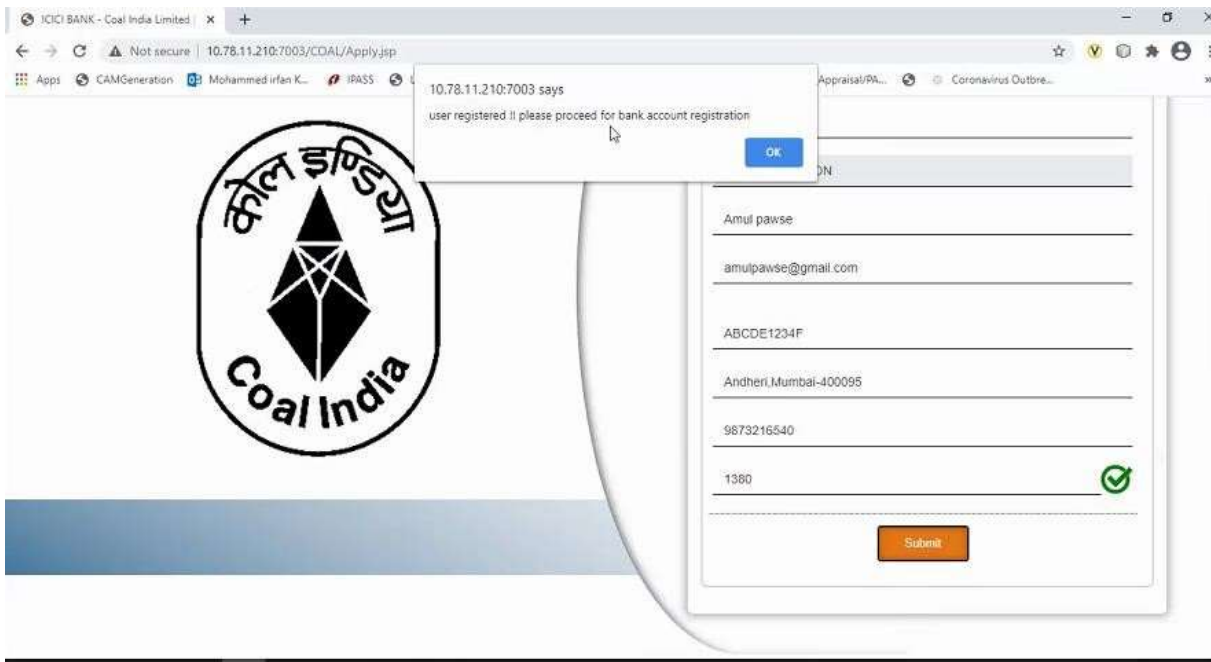 ICICI BANK - Coal India Limited
Not secure | 10.78.11.210:7003/COAL/Apply.jsp
Apps CAMGeneration Mohammed irfan K... IPASS Appraisal/PA... Coronavirus Outbre...
10.78.11.210:7003 says
user registered !! please proceed for bank account registration
OK
ON
कोल इण्डिया
Coal India
Amul pawse
amulpawse@gmail.com
ABCDE1234F
Andheri,Mumbai-400095
9873216540
1380
Submit